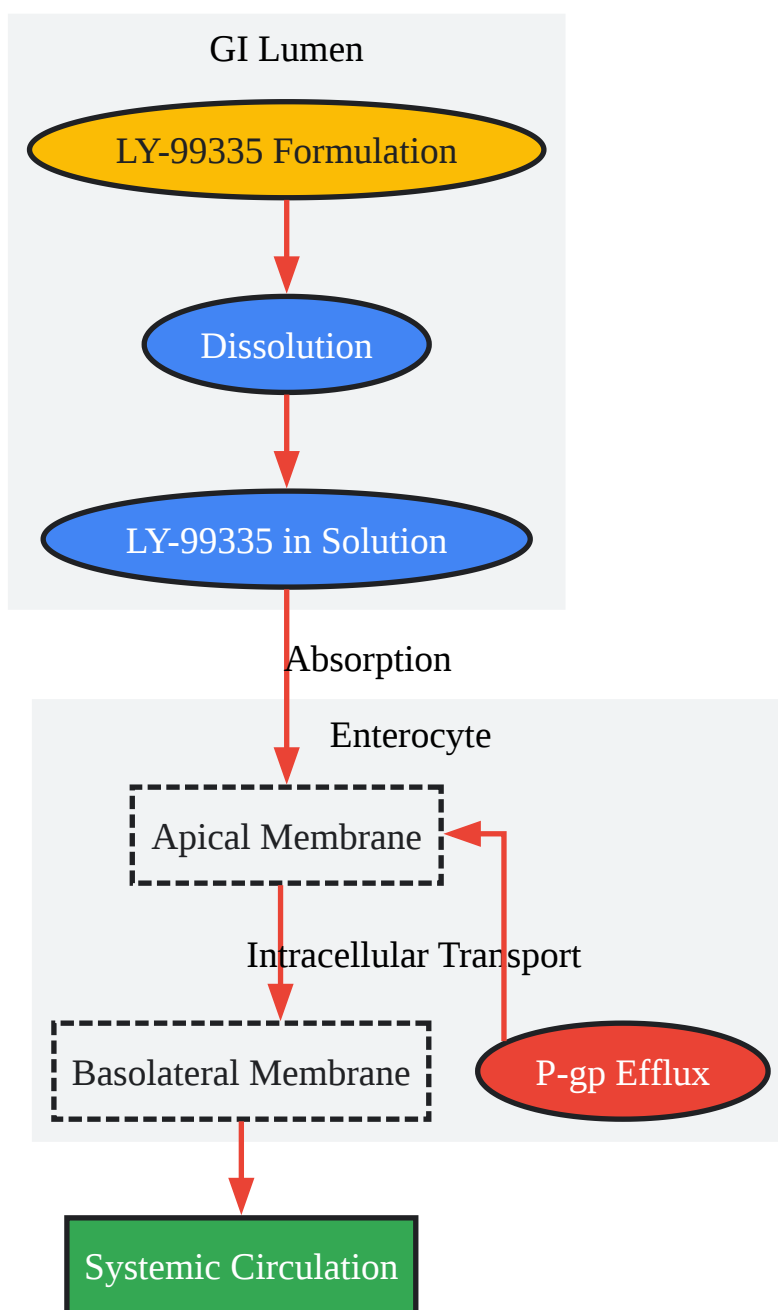 GI Lumen
LY-99335 Formulation
Dissolution
LY-99335 in Solution
Absorption
Enterocyte
Apical Membrane
Intracellular Transport
Basolateral Membrane
P-gp Efflux
Systemic Circulation